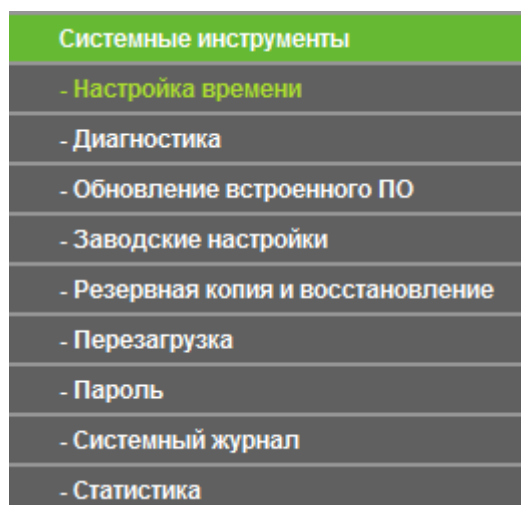 Системные инструменты
- Настройка времени
- Диагностика
- Обновление встроенного ПО
- Заводские настройки
- Резервная копия и восстановление
- Перезагрузка
- Пароль
- Системный журнал
- Статистика